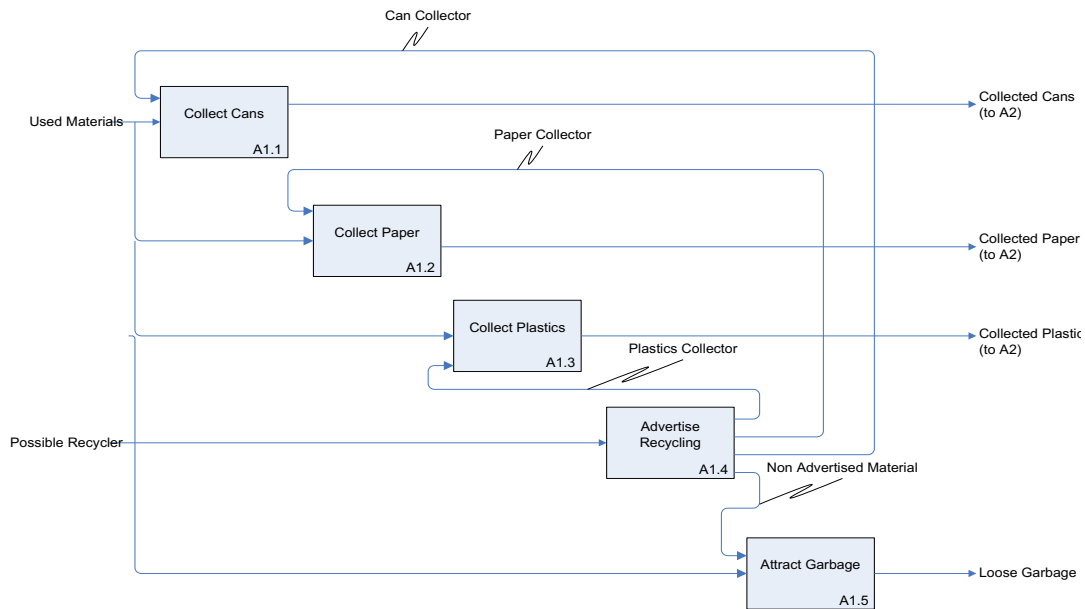 Can Collector
Collect Cans
A1.1
Used Materials
Collected Cans
(to A2)
Paper Collector
Collect Paper
A1.2
Collected Paper
(to A2)
Collect Plastics
A1.3
Collected Plastic
(to A2)
Plastics Collector
Possible Recycler
Advertise
Recycling
A1.4
Non Advertised Material
Attract Garbage
A1.5
Loose Garbage